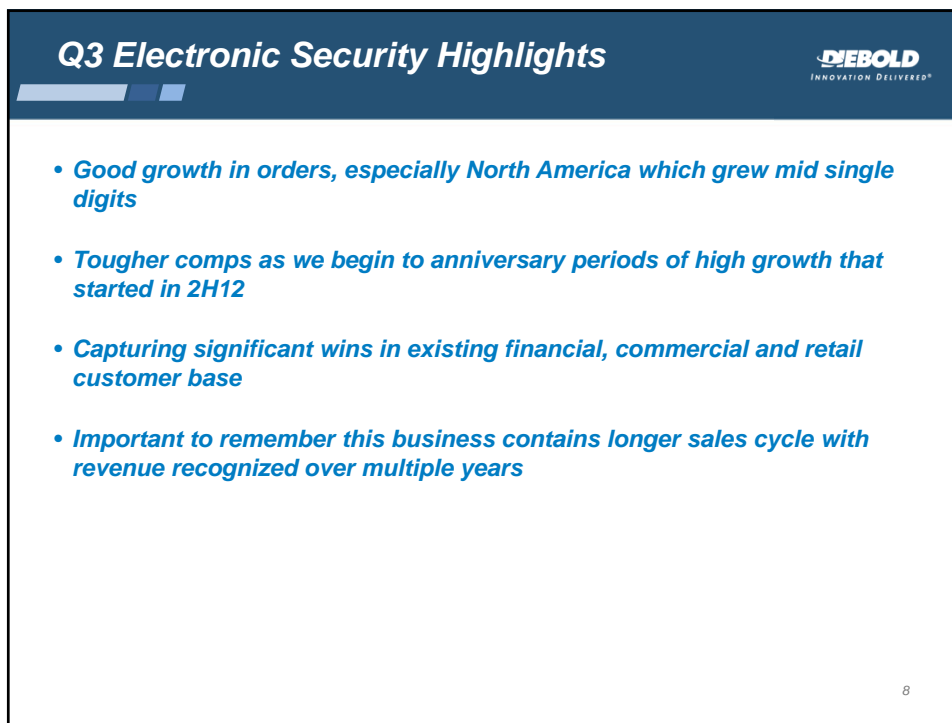 Q3 Electronic Security Highlights
DIEBOLD
INNOVATION DELIVERED®
• Good growth in orders, especially North America which grew mid single
digits
• Tougher comps as we begin to anniversary periods of high growth that
started in 2H12
• Capturing significant wins in existing financial, commercial and retail
customer base
• Important to remember this business contains longer sales cycle with
revenue recognized over multiple years
8